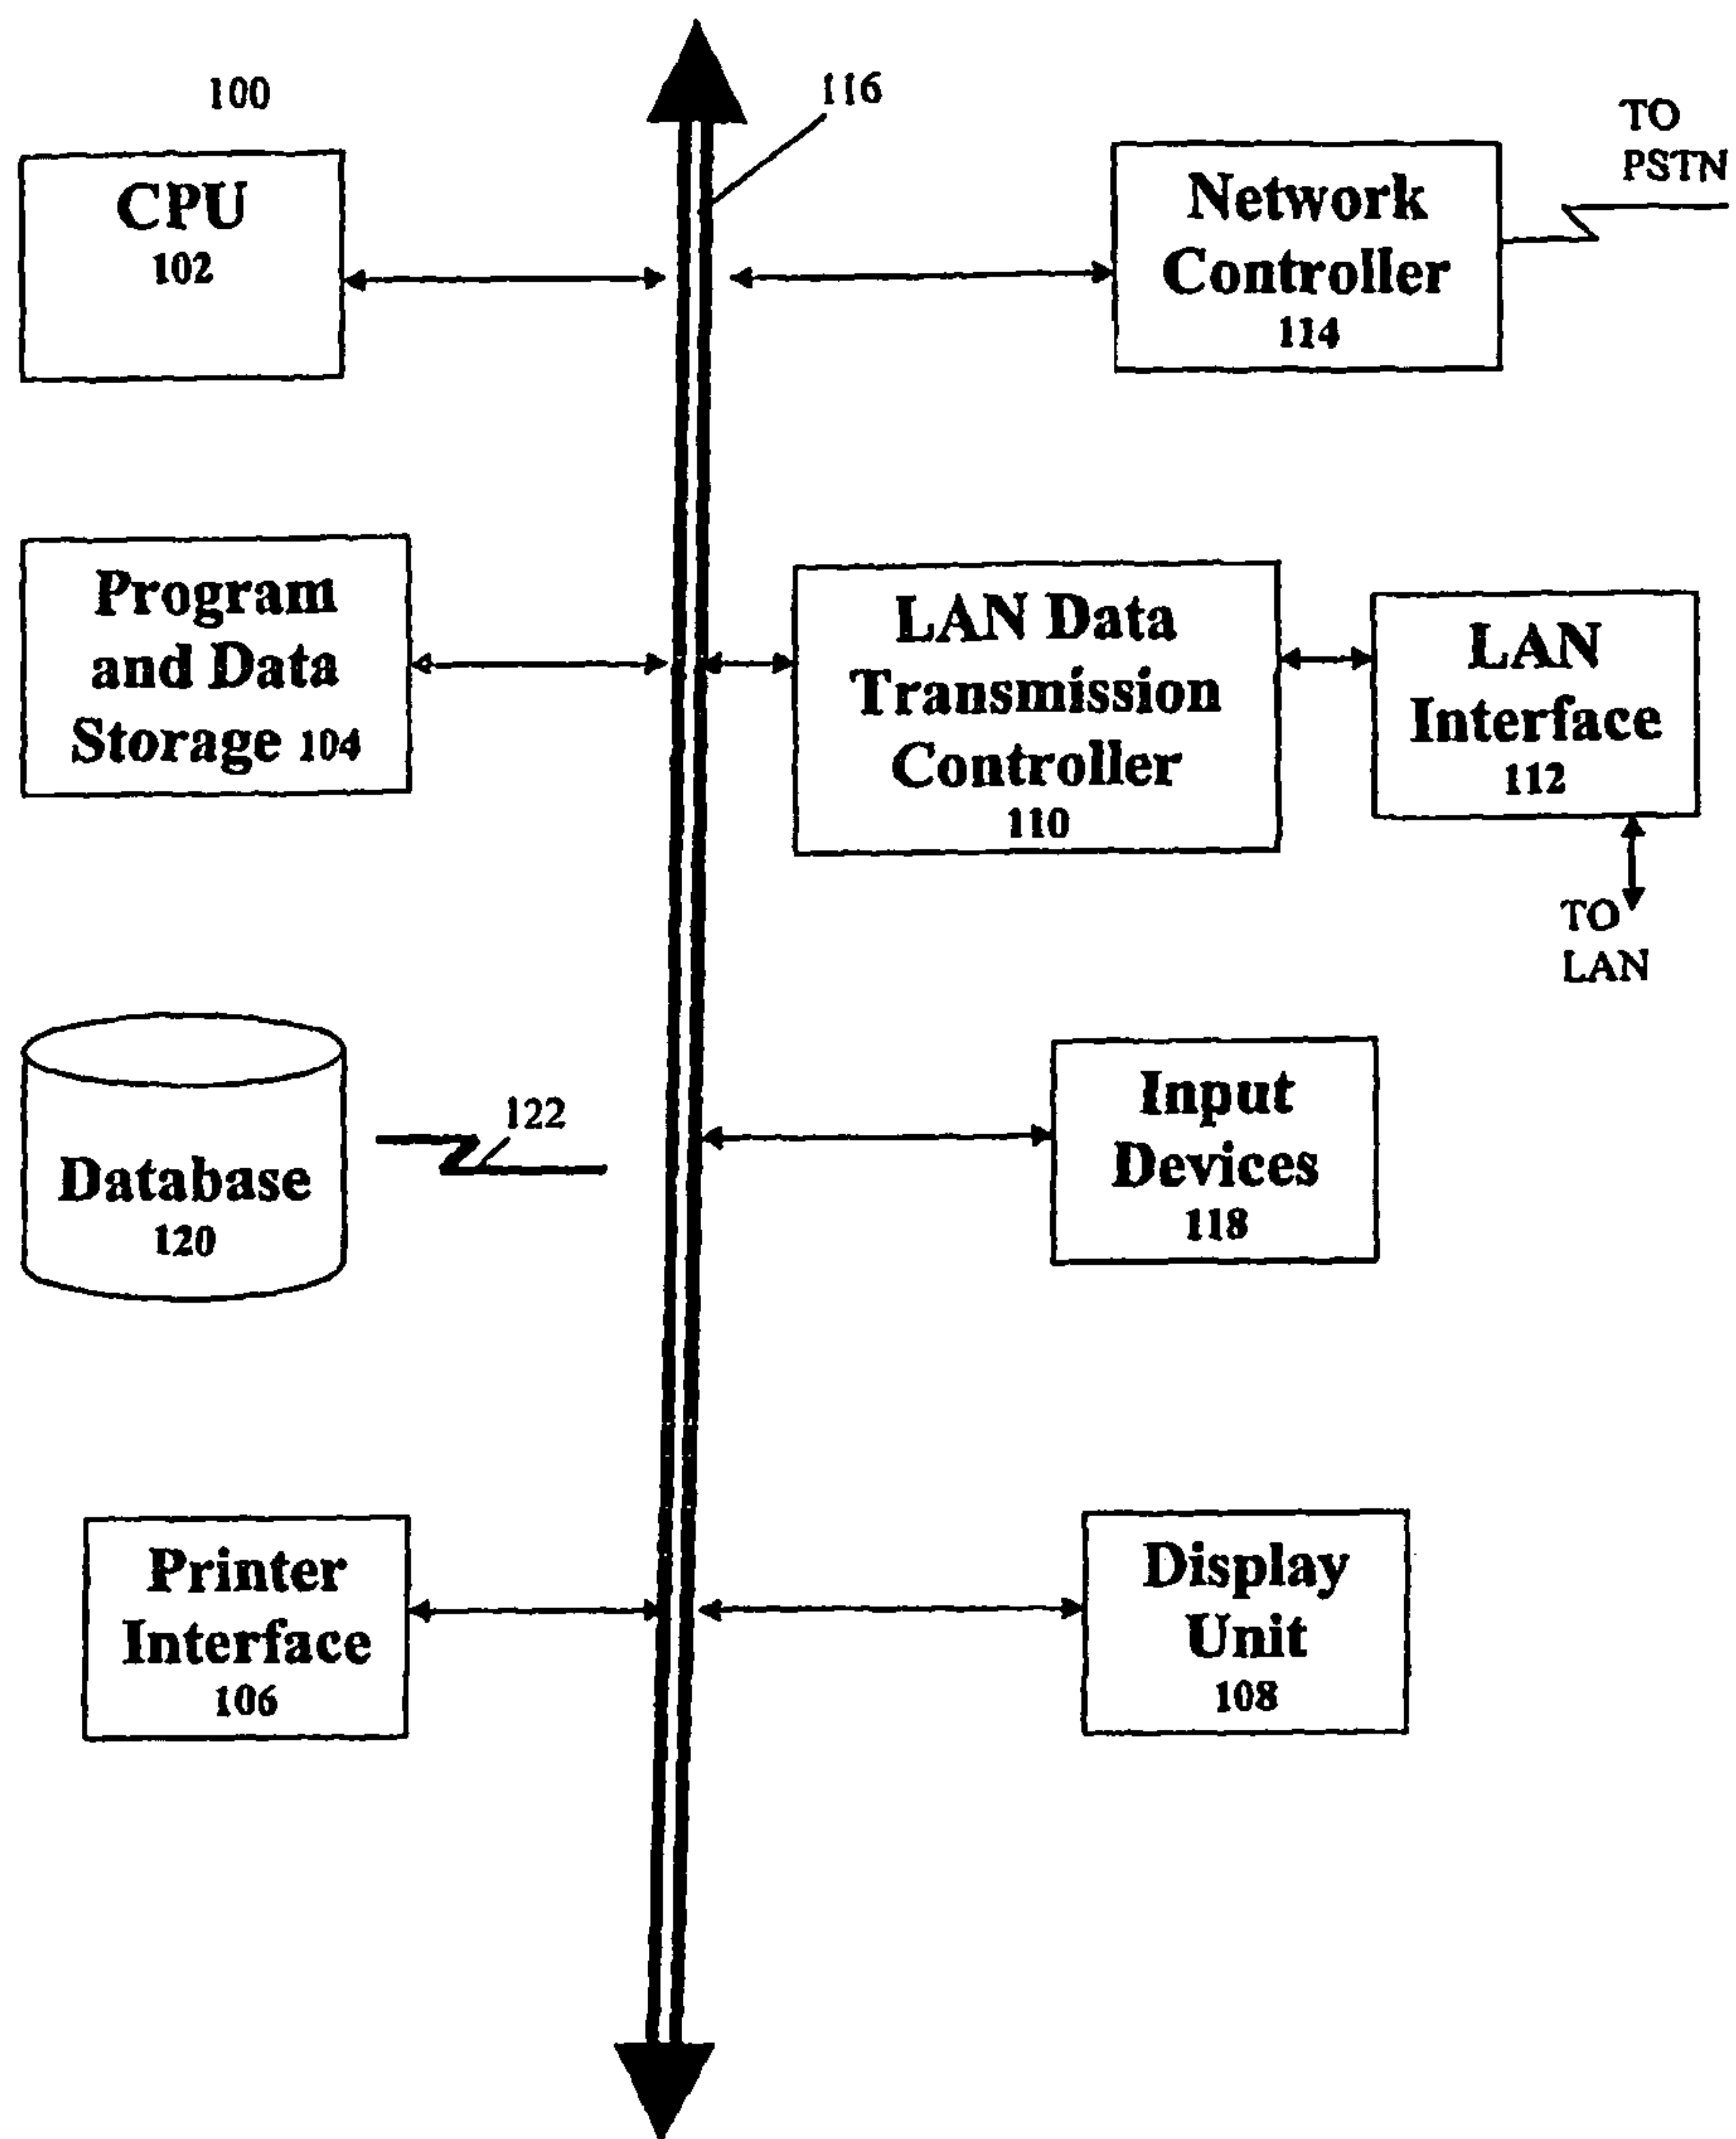 100
116
TO
PSTN
CPU
102
Network
Controller
114
Program
and Data
Storage 104
LAN Data
Transmission
Controller
110
LAN
Interface
112
TO
LAN
Database
120
122
Input
Devices
118
Printer
Interface
106
Display
Unit
108